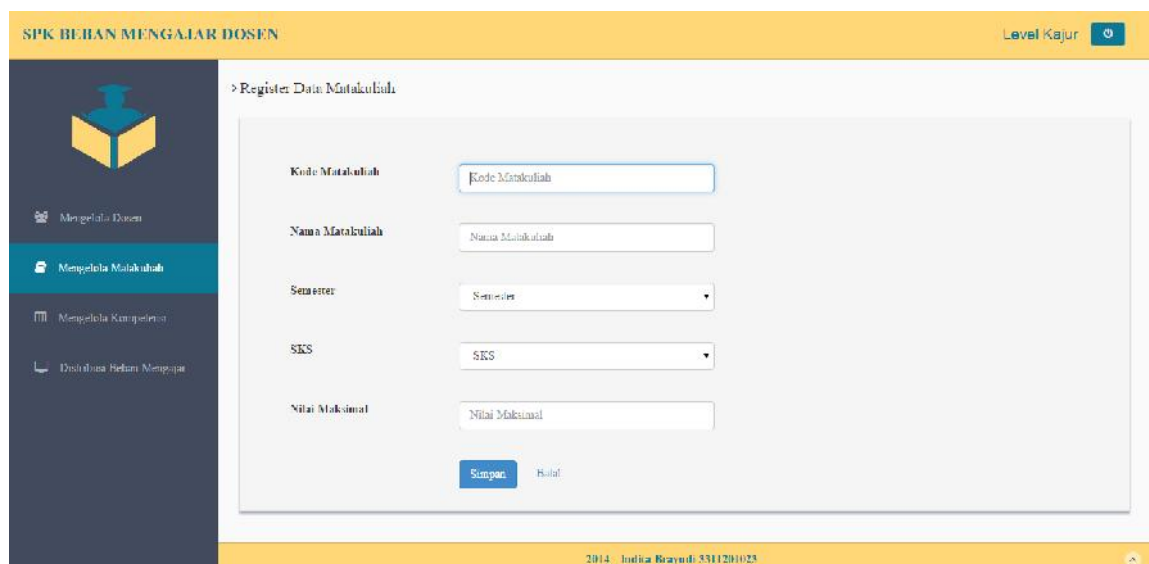 SPK BEBAN MENGAJAR DOSEN
Level Kajur
> Register Data Matakuliah
Kode Matakuliah
Kode Matakuliah
Mengelola Dosen
Nama Matakuliah
Nama Matakuliah
Mengelola Matakuliah
Semester
Semester
Mengelola Kompetensi
SKS
SKS
Distribusi Beban Mengajar
Nilai Maksimal
Nilai Maksimal
Simpan
Batal
2014 - Indica 3311201023